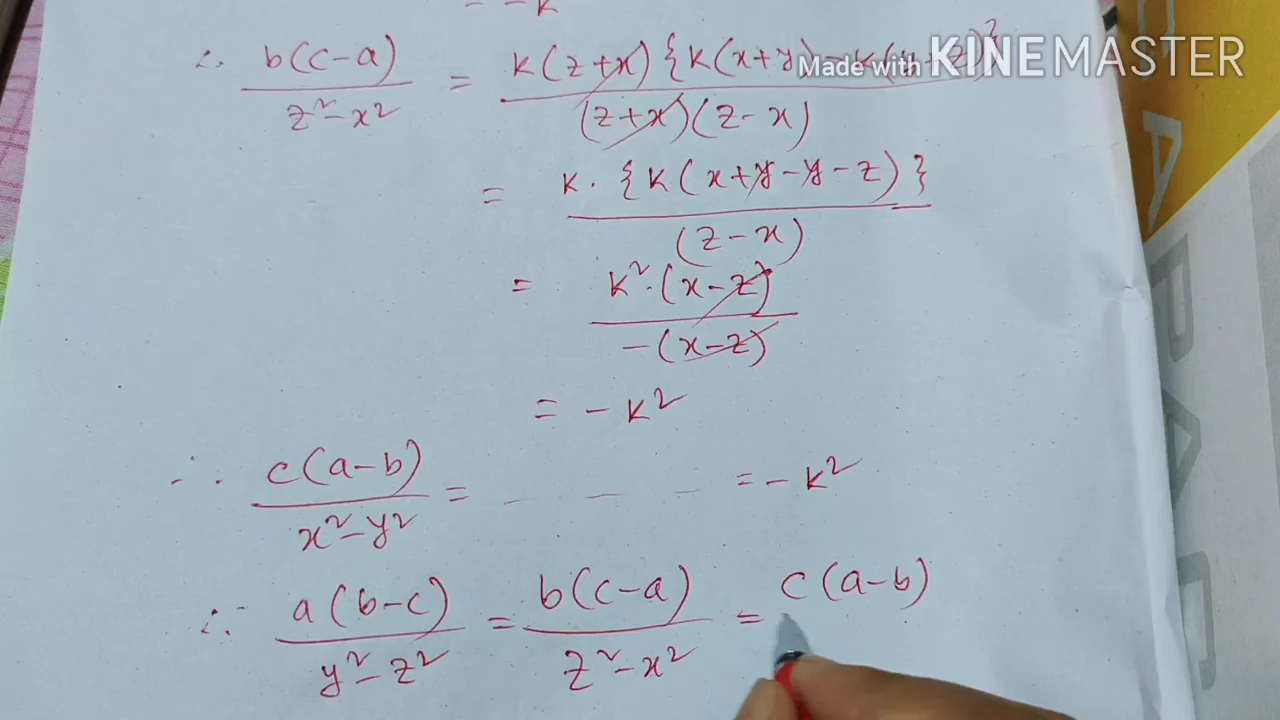 = -K
∴ b(c-a)/z²-x² = K(z+x){K(x+y)-K(y+z)}/(z+x)(z-x)
Made with KINEMASTER
= K.{K(x+y-y-z)}/(z-x)
= K².(x-z)/-(x-z)
= -K²
∴ c(a-b)/x²-y² = - - - = -K²
∴ a(b-c)/y²-z² = b(c-a)/z²-x² = c(a-b)